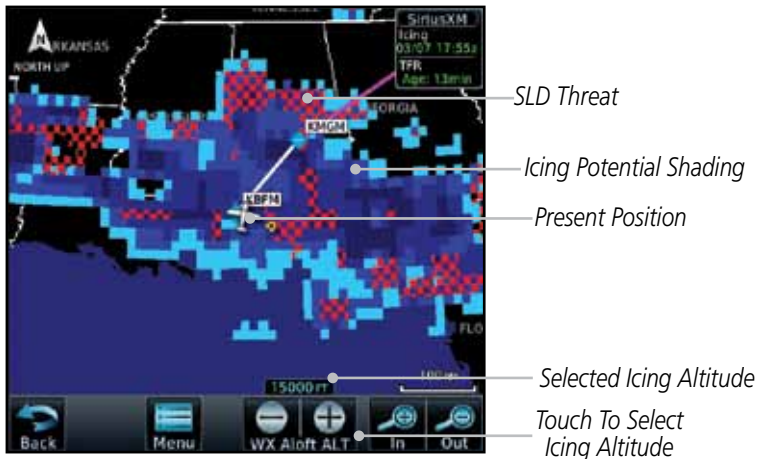 TENNESSEE
SiriusXM
Icing
03/07 17:55z
TFR
Age: 13min
N
ARKANSAS
NORTH UP
GEORGIA
KMGM
KBFM
SLD Threat
Icing Potential Shading
Present Position
FLO
15000FT
Selected Icing Altitude
Back
Menu
WX Aloft ALT
In
Out
Touch To Select
Icing Altitude